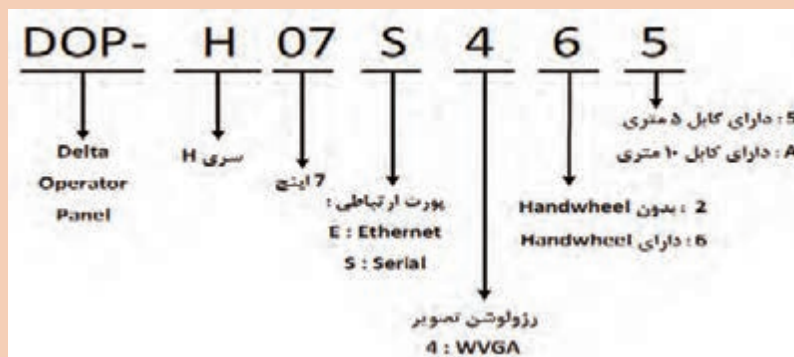 DOP- H 07 S 4 6 5
Delta
Operator
Panel
سری H
7 اینچ
پورت ارتباطی :
E : Ethernet
S : Serial
رزولوشن تصویر
4 : WVGA
2 : بدون Handwheel
6 : دارای Handwheel
5 : دارای کابل ۵ متری
A : دارای کابل ۱۰ متری